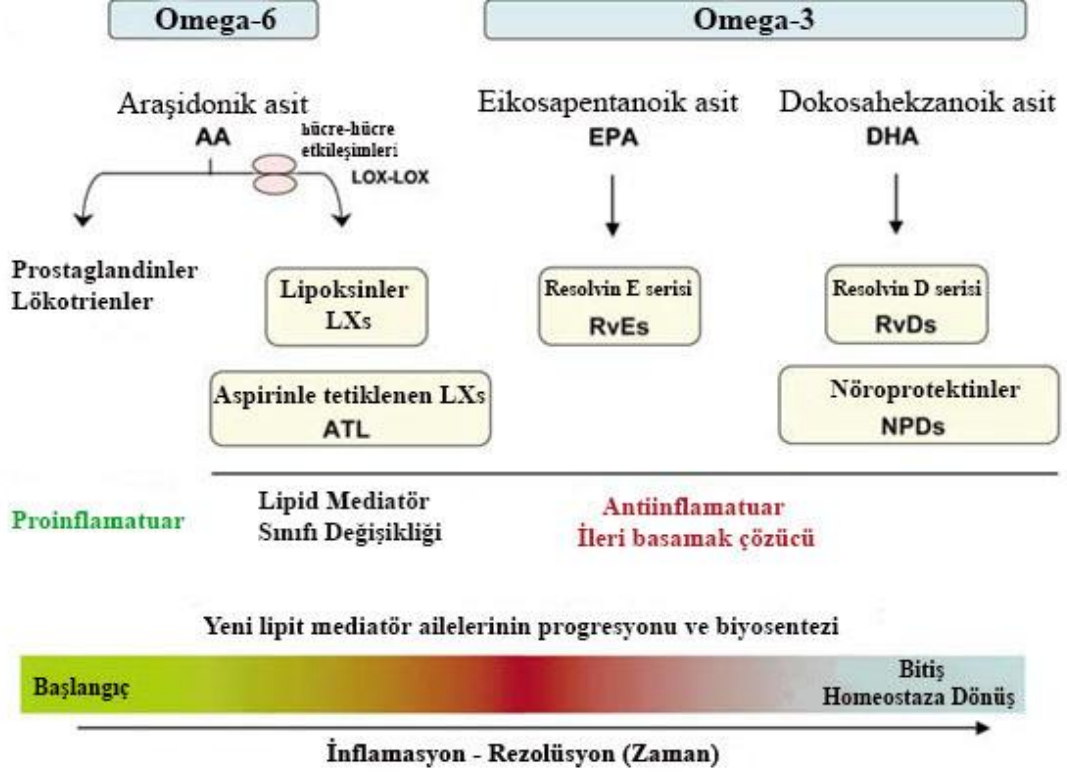 Omega-6
Omega-3
Araşidonik asit
AA
hücre-hücre
etkileşimleri
LOX-LOX
Eikosapentanoik asit
EPA
Dokosahekzanoik asit
DHA
Prostaglandinler
Lökotrienler
Lipoksinler
LXs
Resolvin E serisi
RvEs
Resolvin D serisi
RvDs
Aspirinle tetiklenen LXs
ATL
Nöroprotektinler
NPDs
Proinflamatuar
Lipid Mediatör
Sınıfı Değişikliği
Antiinflamatuar
İleri basamak çözücü
Yeni lipit mediatör ailelerinin progresyonu ve biyosentezi
Başlangıç
Bitiş
Homeostaza Dönüş
İnflamasyon - Rezolüsyon (Zaman)